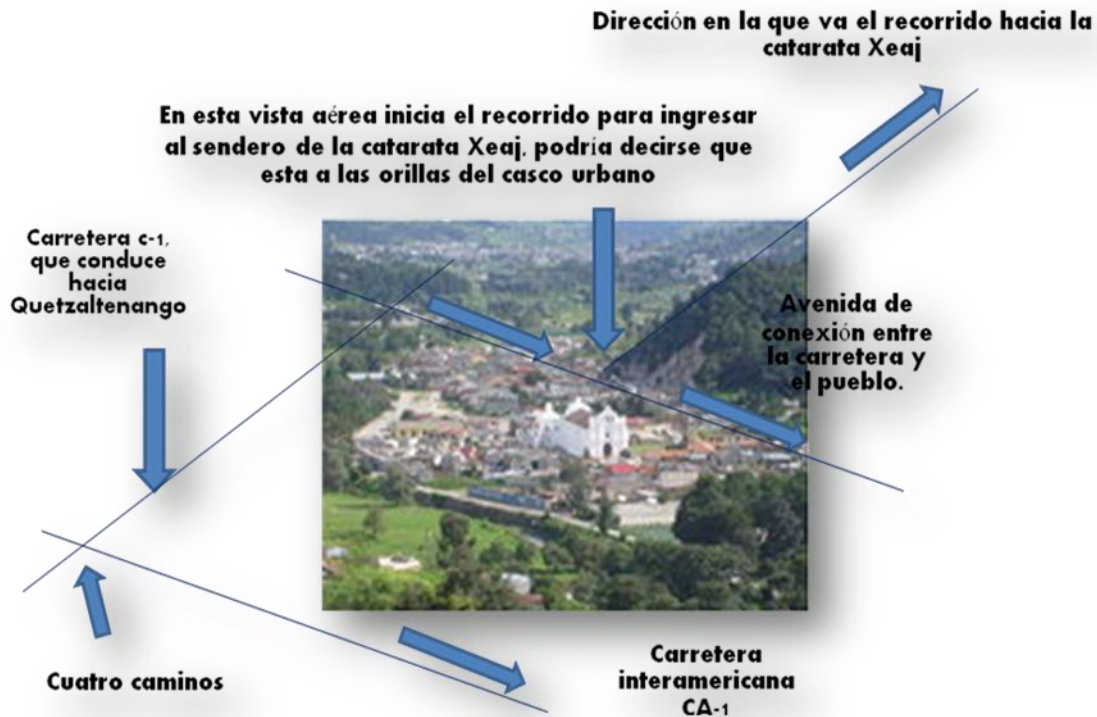 Dirección en la que va el recorrido hacia la
catarata Xeaj
En esta vista aérea inicia el recorrido para ingresar
al sendero de la catarata Xeaj, podría decirse que
esta a las orillas del casco urbano
Carretera c-1,
que conduce
hacia
Quetzaltenango
Avenida de
conexión entre
la carretera y
el pueblo.
Cuatro caminos
Carretera
interamericana
CA-1